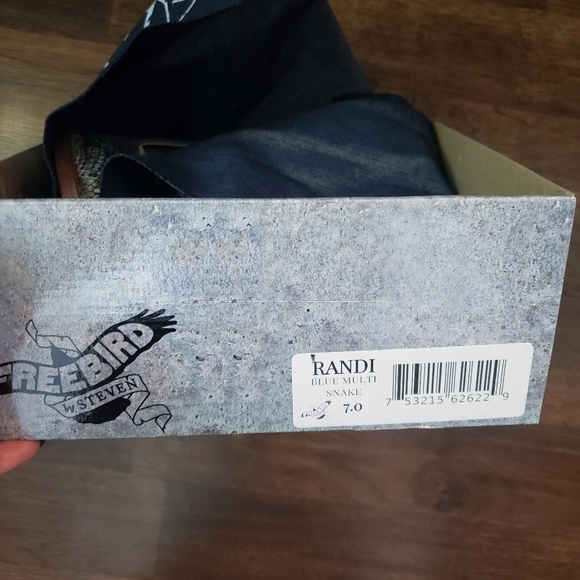 FREEBIRD
by STEVEN
RANDI
BLUE MULTI
SNAKE
7.0
7 53215 62622 9